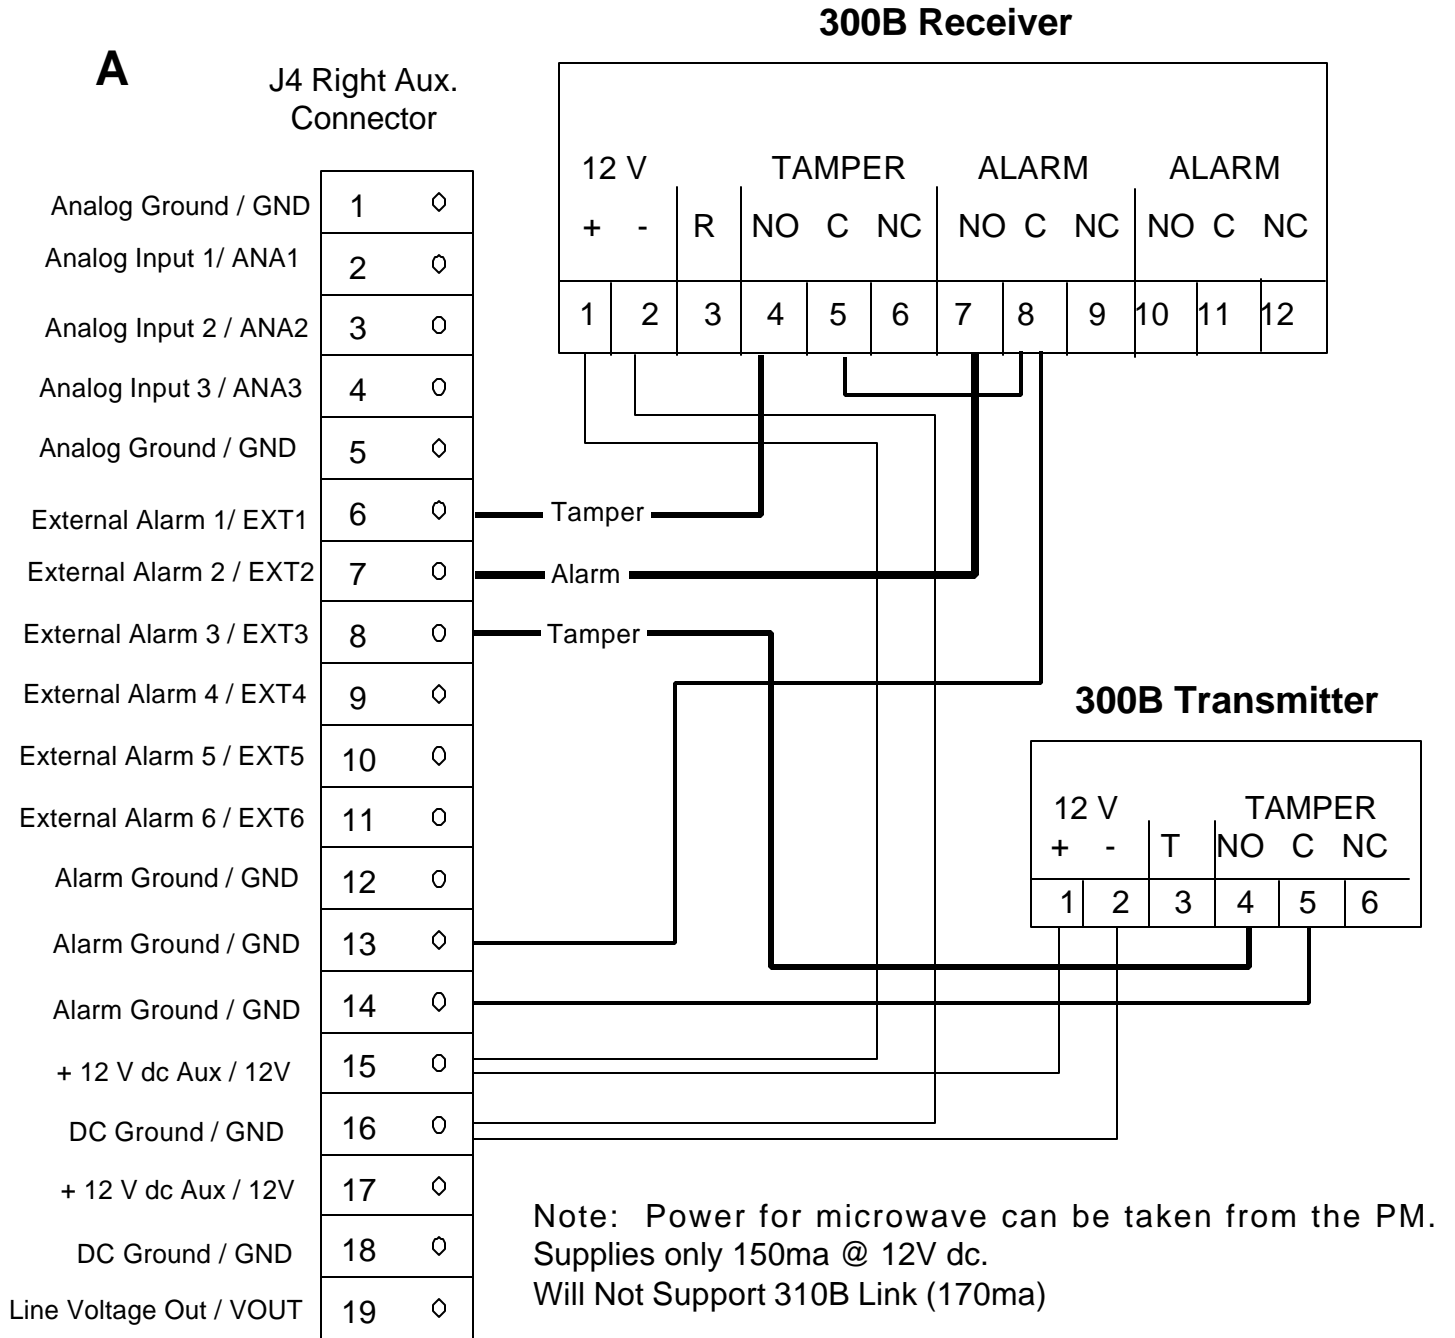 300B Receiver
A
J4 Right Aux.
Connector
12 V TAMPER ALARM ALARM
+ - R NO C NC NO C NC NO C NC
1 2 3 4 5 6 7 8 9 10 11 12
Analog Ground / GND 1
Analog Input 1/ ANA1 2
Analog Input 2 / ANA2 3
Analog Input 3 / ANA3 4
Analog Ground / GND 5
External Alarm 1/ EXT1 6 Tamper
External Alarm 2 / EXT2 7 Alarm
External Alarm 3 / EXT3 8 Tamper
External Alarm 4 / EXT4 9
External Alarm 5 / EXT5 10
External Alarm 6 / EXT6 11
Alarm Ground / GND 12
Alarm Ground / GND 13
Alarm Ground / GND 14
+ 12 V dc Aux / 12V 15
DC Ground / GND 16
+ 12 V dc Aux / 12V 17
DC Ground / GND 18
Line Voltage Out / VOUT 19
300B Transmitter
12 V TAMPER
+ - T NO C NC
1 2 3 4 5 6
Note: Power for microwave can be taken from the PM.
Supplies only 150ma @ 12V dc.
Will Not Support 310B Link (170ma)